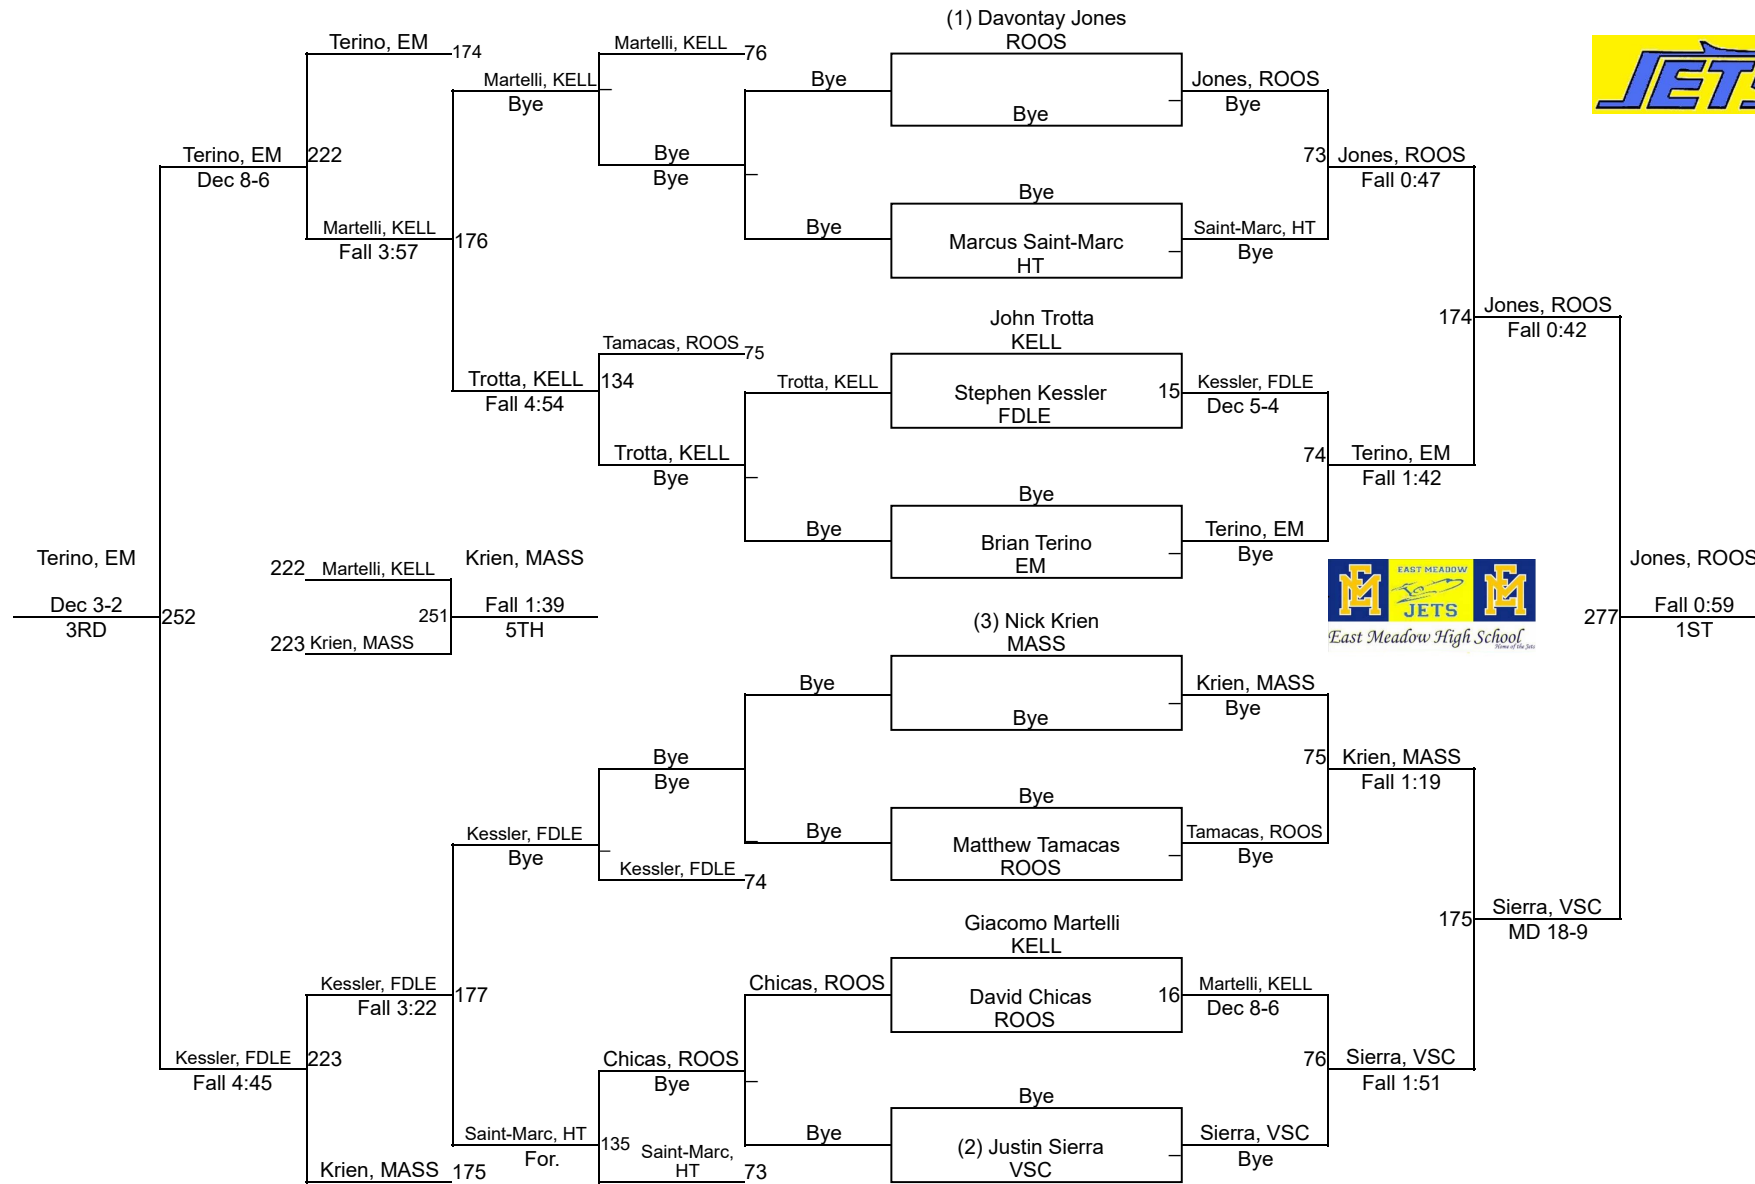 (1) Davontay Jones
ROOS
Bye
Bye
Marcus Saint-Marc
HT
John Trotta
KELL
Stephen Kessler
FDLE
15
Bye
Brian Terino
EM
(3) Nick Krien
MASS
Bye
Bye
Matthew Tamacas
ROOS
Giacomo Martelli
KELL
David Chicas
ROOS
16
Bye
(2) Justin Sierra
VSC
Jones, ROOS
Bye
Saint-Marc, HT
Bye
Kessler, FDLE
Dec 5-4
Terino, EM
Bye
Krien, MASS
Bye
Tamacas, ROOS
Bye
Martelli, KELL
Dec 8-6
Sierra, VSC
Bye
73
Jones, ROOS
Fall 0:47
74
Terino, EM
Fall 1:42
75
Krien, MASS
Fall 1:19
76
Sierra, VSC
Fall 1:51
174
Jones, ROOS
Fall 0:42
175
Sierra, VSC
MD 18-9
277
Jones, ROOS
Fall 0:59
1ST
Bye
Bye
Trotta, KELL
Bye
Bye
Bye
Chicas, ROOS
Bye
Martelli, KELL
76
Bye
Bye
Tamacas, ROOS
75
Trotta, KELL
Bye
Bye
Bye
Kessler, FDLE
74
Chicas, ROOS
Bye
Saint-Marc,
HT
73
Martelli, KELL
Bye
134
Trotta, KELL
Fall 4:54
Kessler, FDLE
Bye
135
Saint-Marc, HT
For.
Terino, EM
174
176
Martelli, KELL
Fall 3:57
177
Kessler, FDLE
Fall 3:22
Krien, MASS
175
222
Terino, EM
Dec 8-6
223
Kessler, FDLE
Fall 4:45
252
Terino, EM
Dec 3-2
3RD
222
Martelli, KELL
223
Krien, MASS
251
Krien, MASS
Fall 1:39
5TH
JETS
EM
EAST MEADOW
JETS
EM
East Meadow High School
Home of the Jets